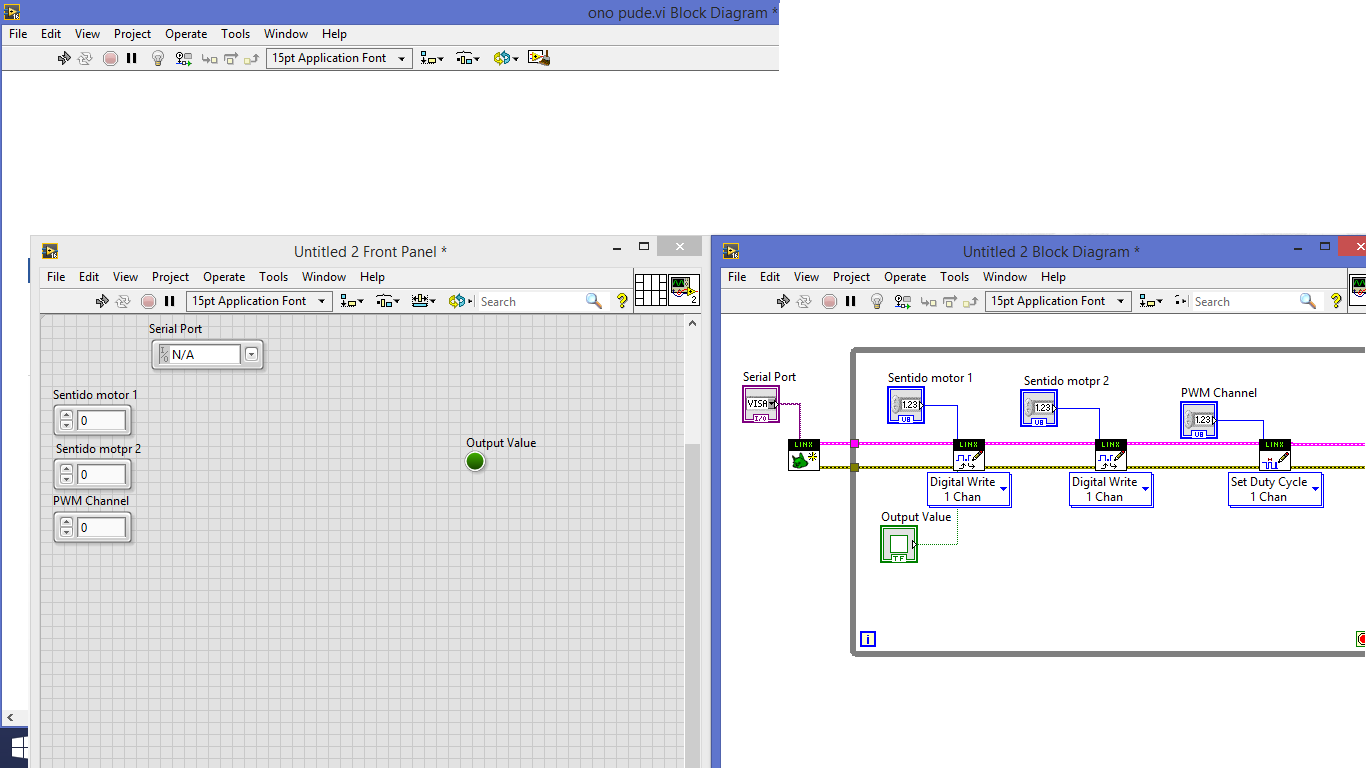 ono pude.vi Block Diagram *
File Edit View Project Operate Tools Window Help
15pt Application Font
Untitled 2 Front Panel *
File Edit View Project Operate Tools Window Help
15pt Application Font
Search
2
Serial Port
I/O N/A
Sentido motor 1
0
Sentido motpr 2
0
PWM Channel
0
Output Value
Untitled 2 Block Diagram *
File Edit View Project Operate Tools Window Help
15pt Application Font
Search
Serial Port
VISA
I/O
Sentido motor 1
1.23
U8
Sentido motpr 2
1.23
U8
PWM Channel
1.23
U8
LINX
LINX
LINX
LINX
Digital Write
1 Chan
Digital Write
1 Chan
Set Duty Cycle
1 Chan
Output Value
TF
i